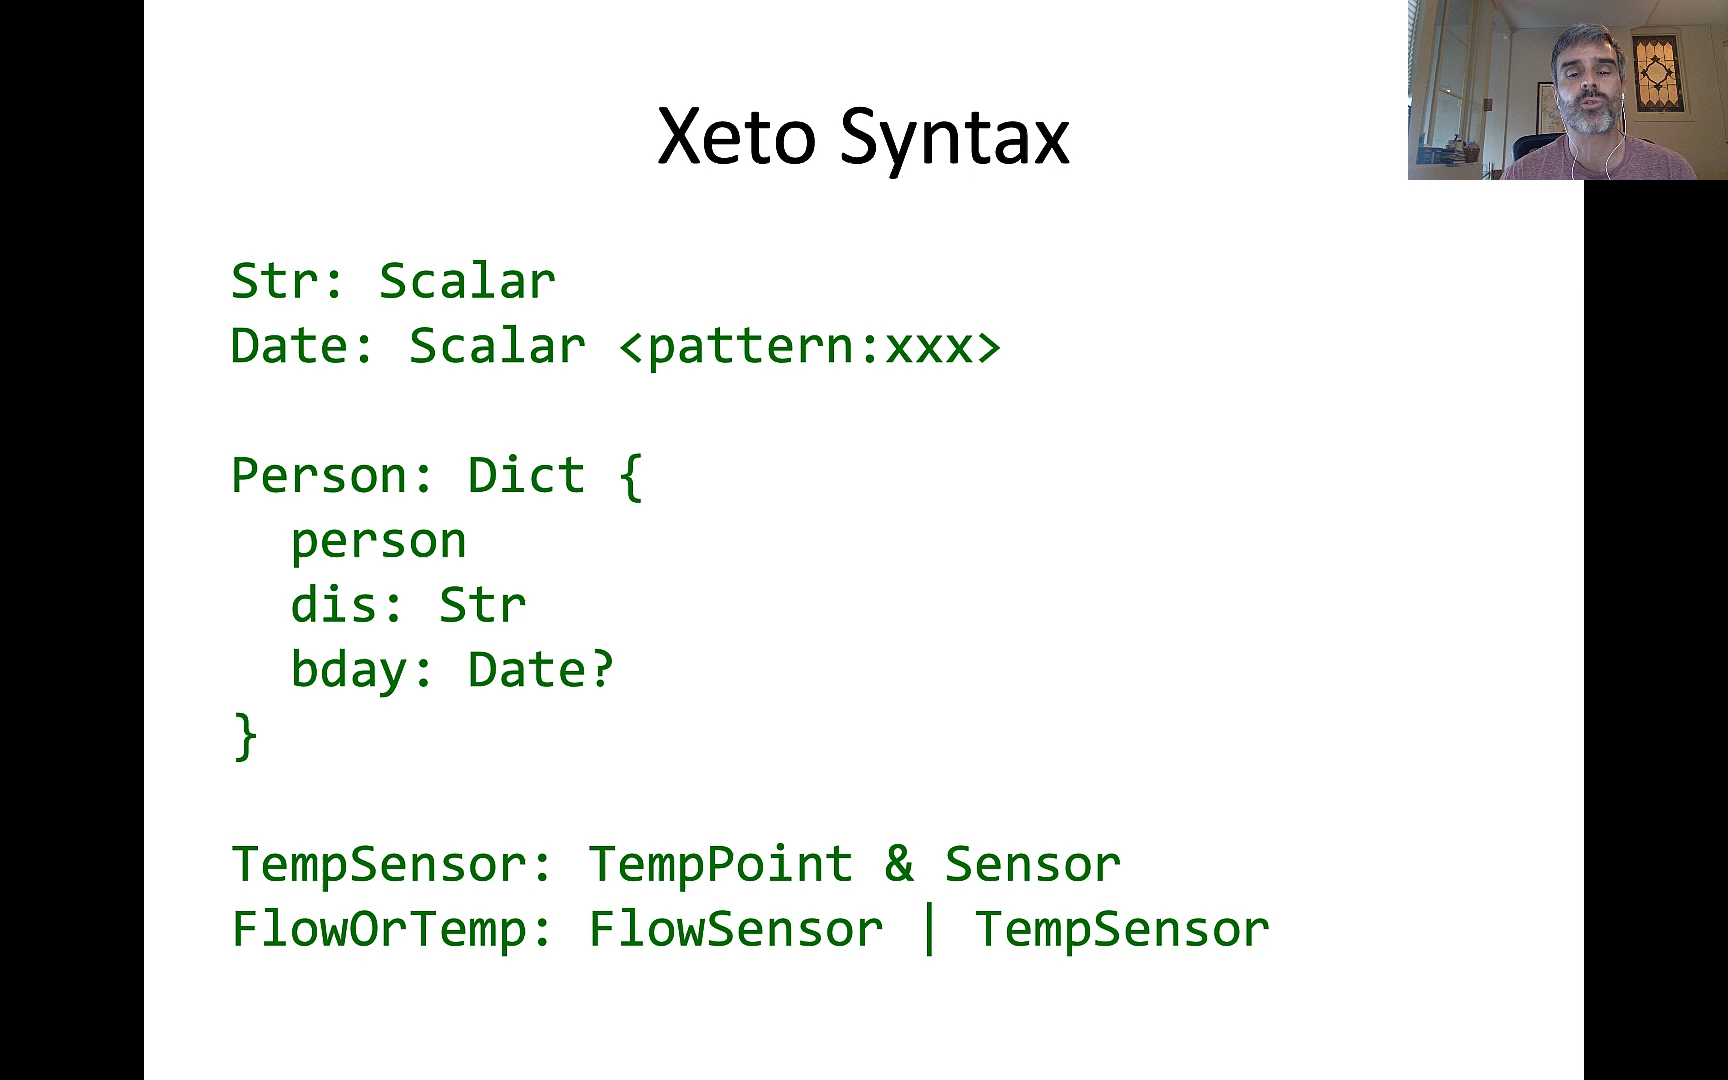 Xeto Syntax
Str: Scalar
Date: Scalar <pattern:xxx>
Person: Dict {
  person
  dis: Str
  bday: Date?
}
TempSensor: TempPoint & Sensor
FlowOrTemp: FlowSensor | TempSensor